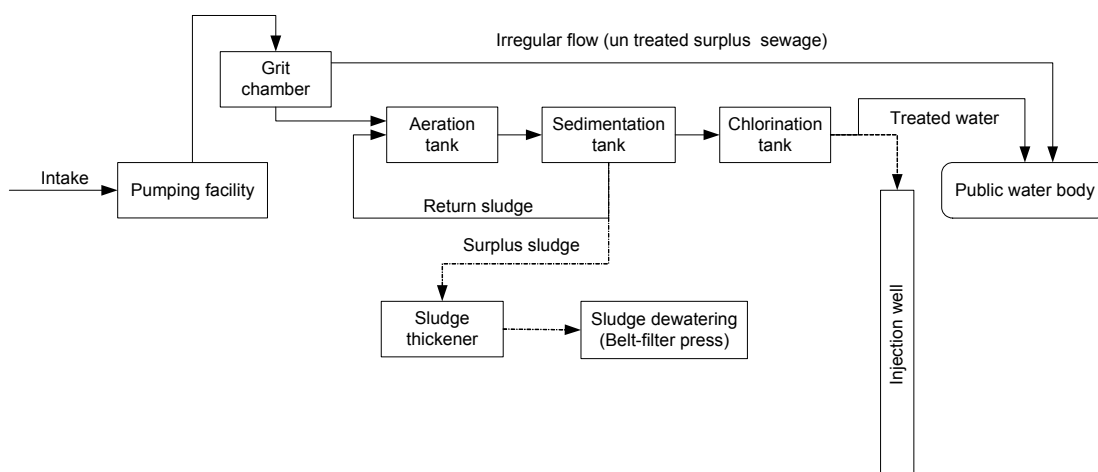 Irregular flow (un treated surplus  sewage)
Grit
chamber
Aeration
tank
Sedimentation
tank
Chlorination
tank
Treated water
Intake
Pumping facility
Public water body
Return sludge
Surplus sludge
Sludge
thickener
Sludge dewatering
(Belt-filter press)
Injection well